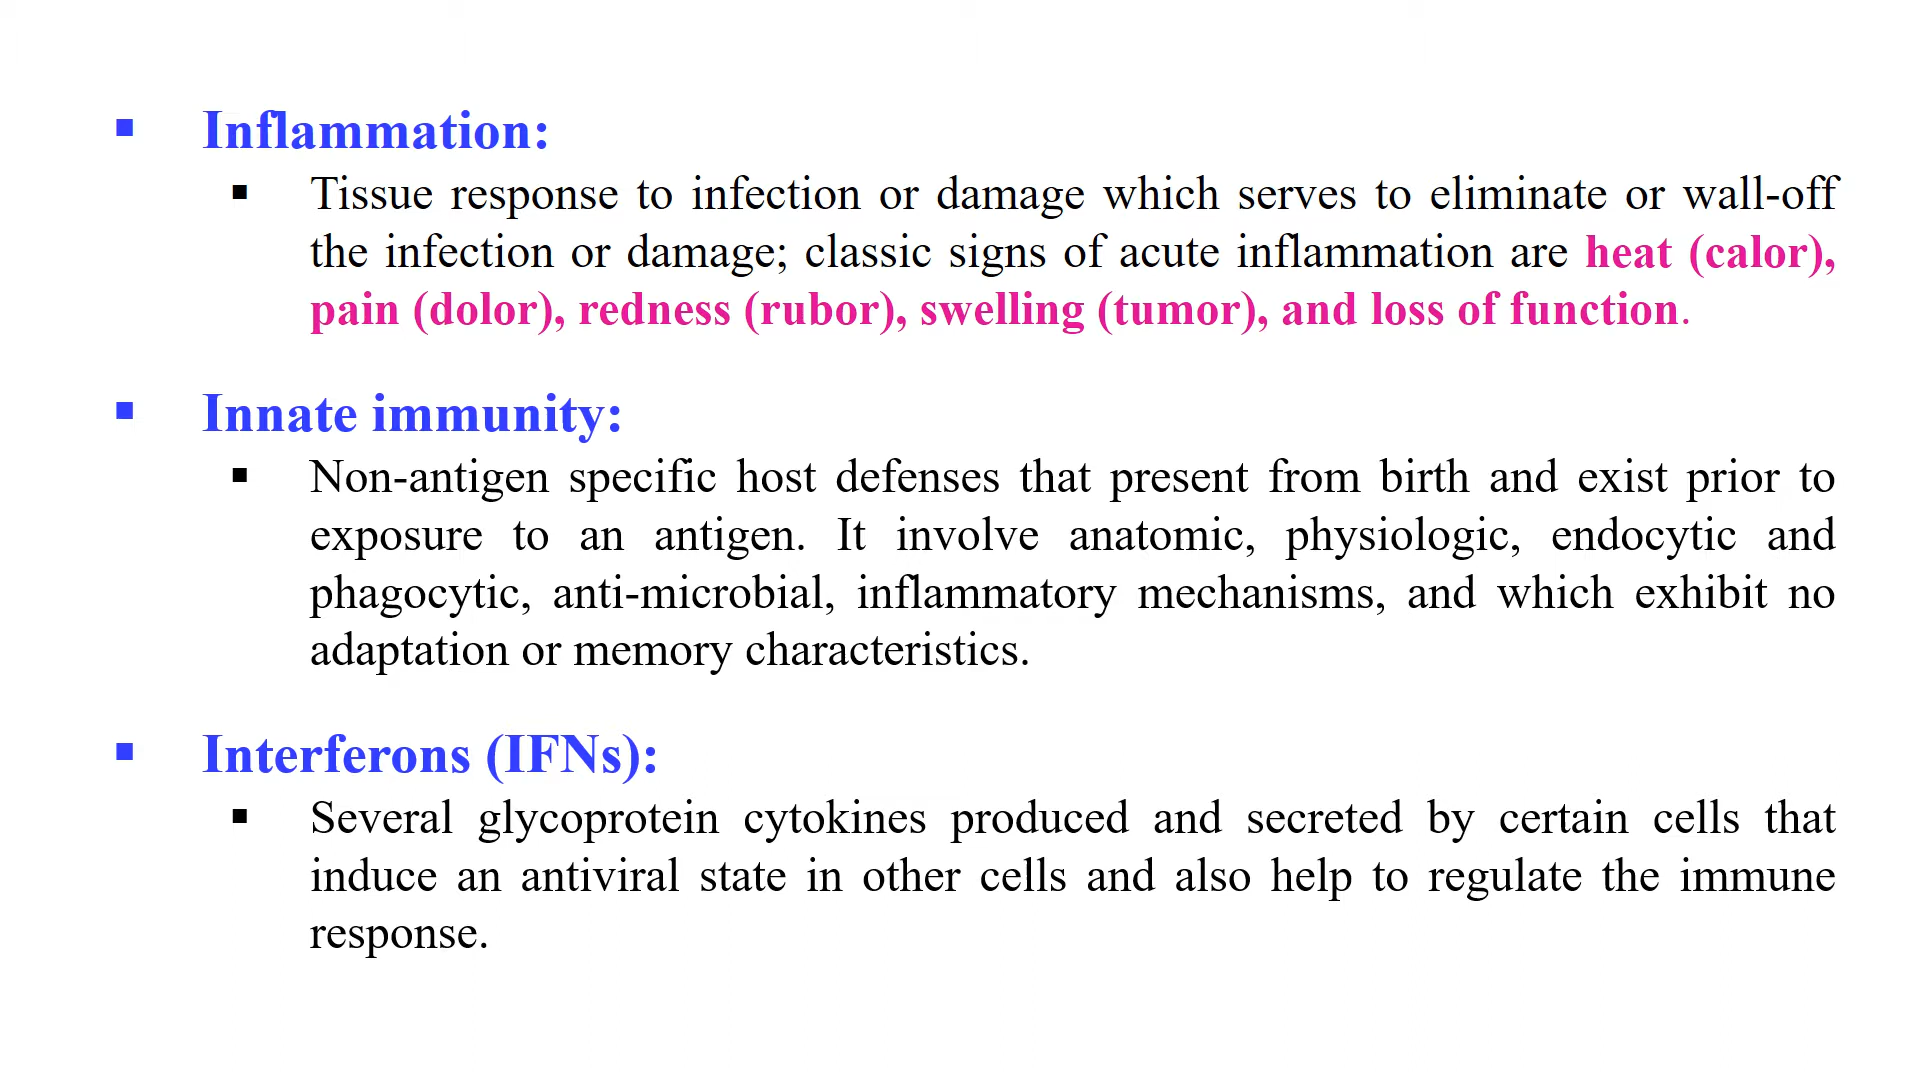 ▪ Inflammation:
▪ Tissue response to infection or damage which serves to eliminate or wall-off
the infection or damage; classic signs of acute inflammation are heat (calor),
pain (dolor), redness (rubor), swelling (tumor), and loss of function.
▪ Innate immunity:
▪ Non-antigen specific host defenses that present from birth and exist prior to
exposure to an antigen. It involve anatomic, physiologic, endocytic and
phagocytic, anti-microbial, inflammatory mechanisms, and which exhibit no
adaptation or memory characteristics.
▪ Interferons (IFNs):
▪ Several glycoprotein cytokines produced and secreted by certain cells that
induce an antiviral state in other cells and also help to regulate the immune
response.